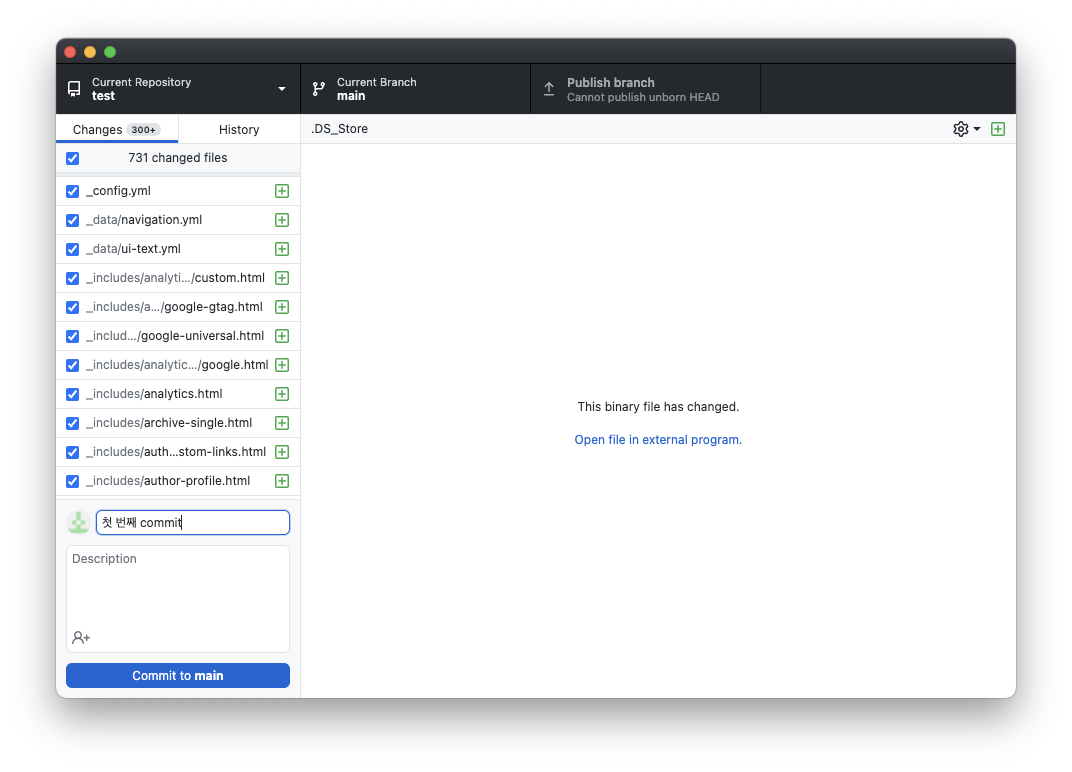 Current Repository
test
Current Branch
main
Publish branch
Cannot publish unborn HEAD
Changes 300+
History
.DS_Store
731 changed files
_config.yml
_data/navigation.yml
_data/ui-text.yml
_includes/analyti.../custom.html
_includes/a.../google-gtag.html
_includ.../google-universal.html
_includes/analytic.../google.html
_includes/analytics.html
_includes/archive-single.html
_includes/auth...stom-links.html
_includes/author-profile.html
This binary file has changed.
Open file in external program.
첫 번째 commit
Description
Commit to main